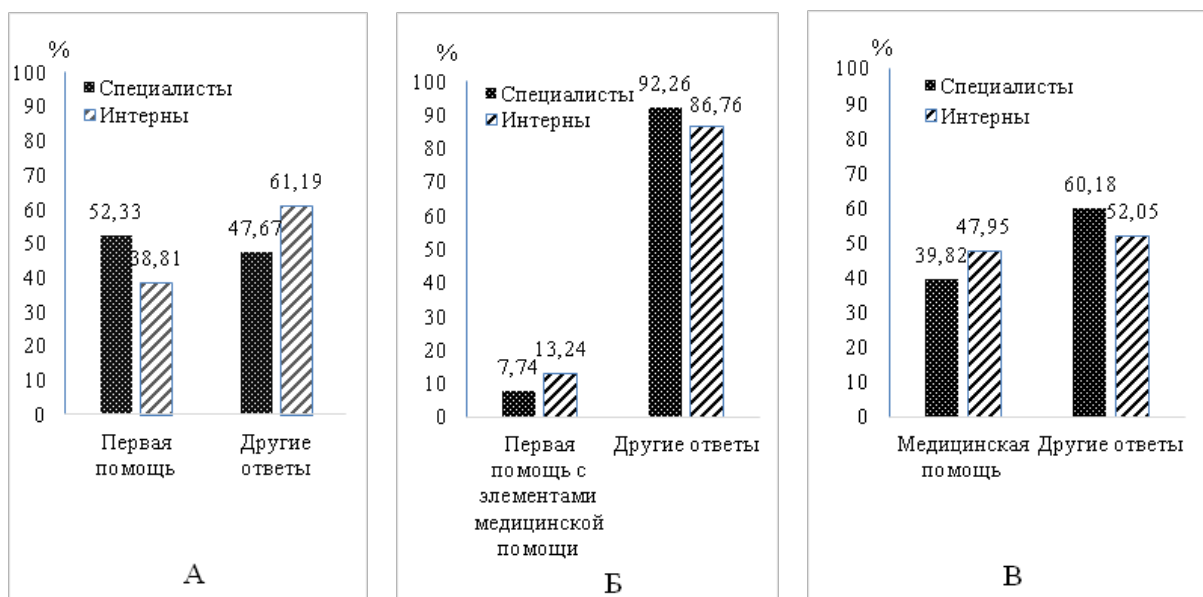 %
100
90
80
70
60
50
40
30
20
10
0
Специалисты
Интерны
52,33
38,81
47,67
61,19
Первая
помощь
Другие
ответы
А
%
100
90
80
70
60
50
40
30
20
10
0
Специалисты
Интерны
7,74
13,24
92,26
86,76
Первая
помощь с
элементами
медицинской
помощи
Другие ответы
Б
%
100
90
80
70
60
50
40
30
20
10
0
Специалисты
Интерны
39,82
47,95
60,18
52,05
Медицинская
помощь
Другие ответы
В